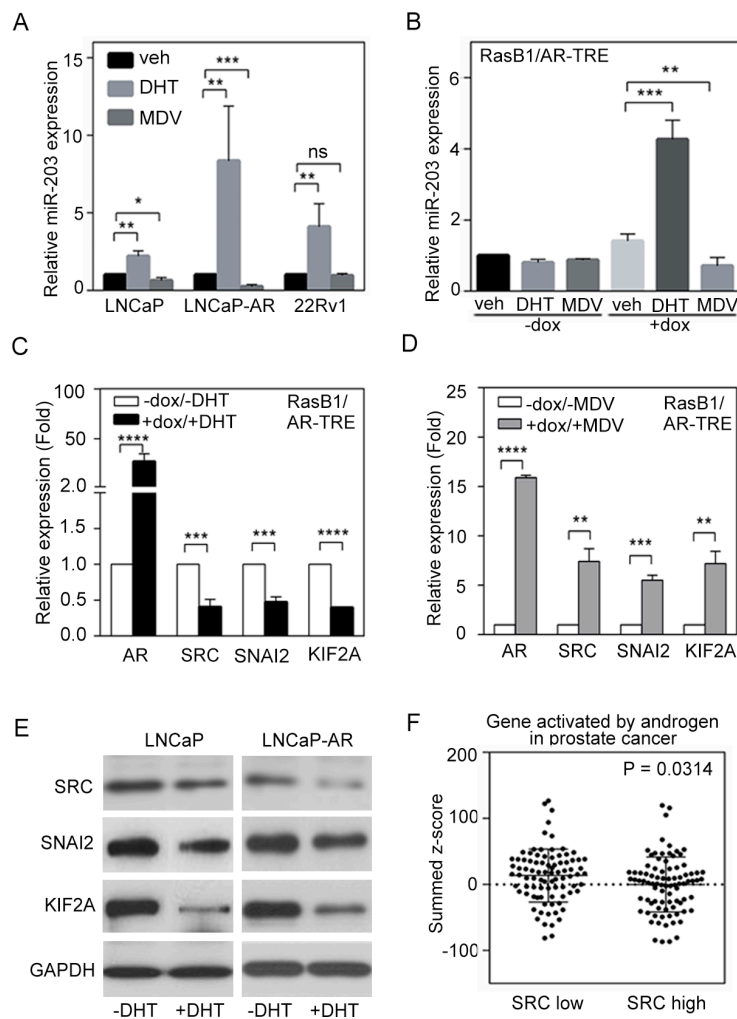 A
veh
DHT
MDV
Relative miR-203 expression
15
10
5
0
*
**
**
***
**
ns
LNCaP
LNCaP-AR
22Rv1
B
RasB1/AR-TRE
Relative miR-203 expression
6
4
2
0
**
***
veh DHT MDV veh DHT MDV
-dox +dox
C
-dox/-DHT
+dox/+DHT
RasB1/
AR-TRE
Relative expression (Fold)
100
50
2.0
1.0
0.5
0.0
****
***
***
****
AR SRC SNAI2 KIF2A
D
-dox/-MDV
+dox/+MDV
RasB1/
AR-TRE
Relative expression (Fold)
25
20
15
10
5
0
****
**
***
**
AR SRC SNAI2 KIF2A
E
LNCaP LNCaP-AR
SRC
SNAI2
KIF2A
GAPDH
-DHT +DHT -DHT +DHT
F
Gene activated by androgen
in prostate cancer
P = 0.0314
Summed z-score
200
100
0
-100
SRC low SRC high